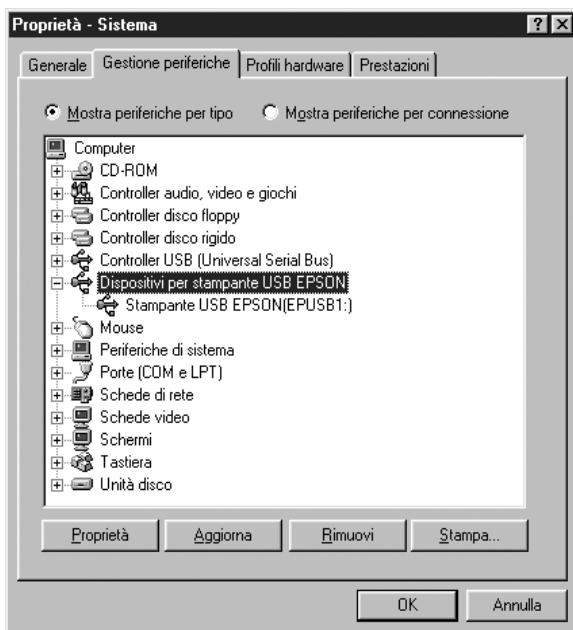 Proprietà - Sistema
Generale Gestione periferiche Profili hardware Prestazioni
Mostra periferiche per tipo Mostra periferiche per connessione
Computer
CD-ROM
Controller audio, video e giochi
Controller disco floppy
Controller disco rigido
Controller USB (Universal Serial Bus)
Dispositivi per stampante USB EPSON
Stampante USB EPSON(EPUSB1:)
Mouse
Periferiche di sistema
Porte (COM e LPT)
Schede di rete
Schede video
Schermi
Tastiera
Unità disco
Proprietà Aggiorna Rimuovi Stampa...
OK Annulla